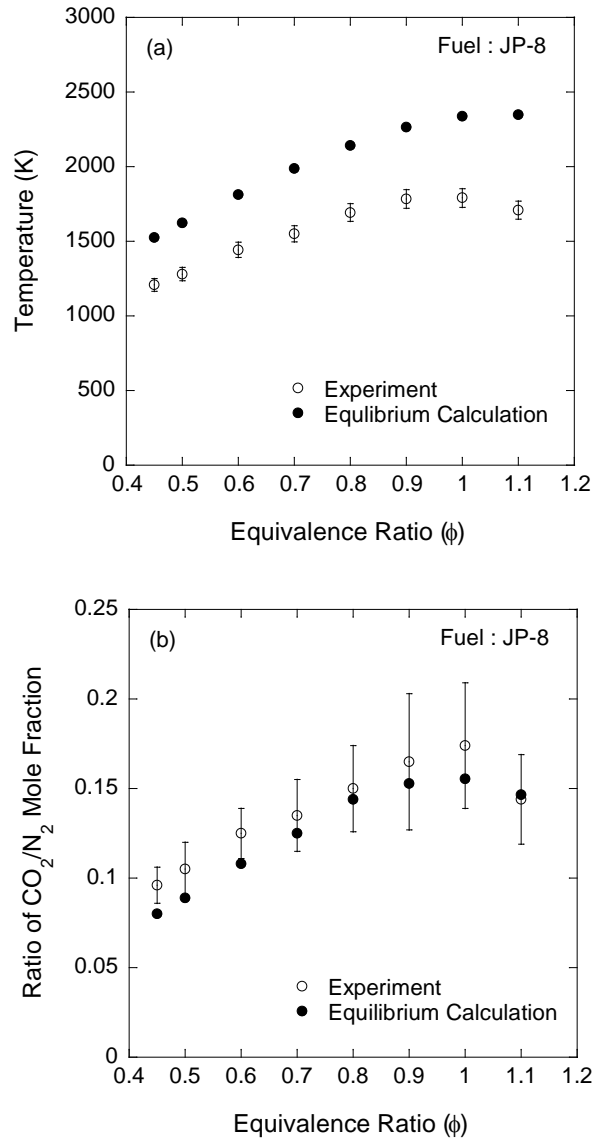 3000
(a)
Fuel : JP-8
2500
2000
1500
1000
500
0
Temperature (K)
Experiment
Equlibrium Calculation
0.4 0.5 0.6 0.7 0.8 0.9 1 1.1 1.2
Equivalence Ratio (ϕ)
0.25
(b)
Fuel : JP-8
0.2
0.15
0.1
0.05
0
Ratio of CO₂/N₂ Mole Fraction
Experiment
Equilibrium Calculation
0.4 0.5 0.6 0.7 0.8 0.9 1 1.1 1.2
Equivalence Ratio (ϕ)